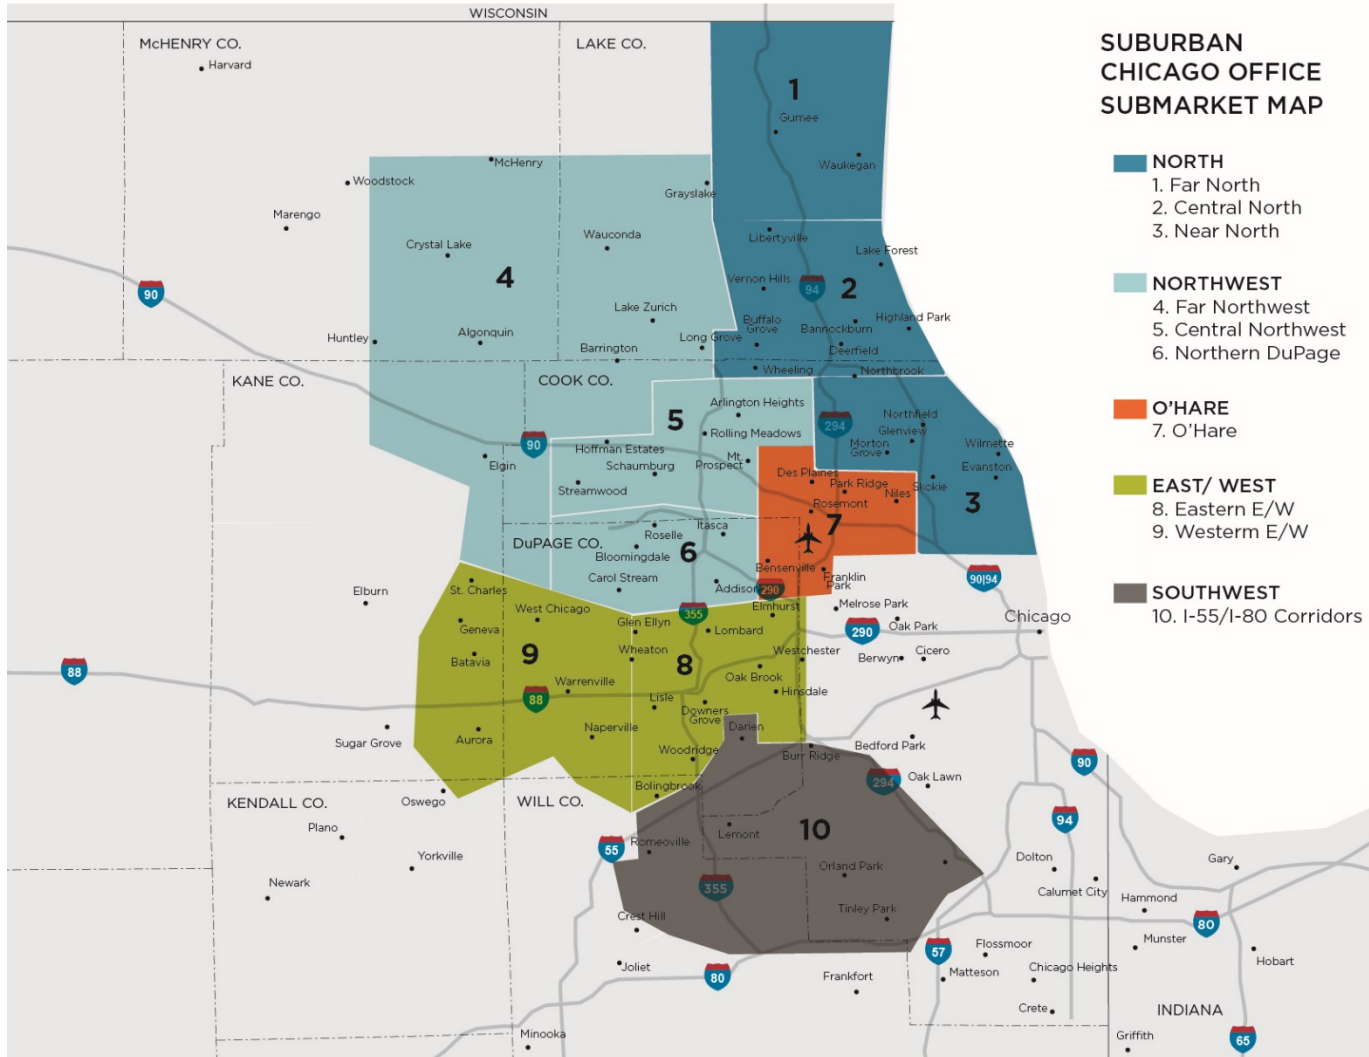 WISCONSIN
McHENRY CO.
LAKE CO.
Harvard
1
Gurnee
Waukegan
McHenry
Woodstock
Grayslake
Marengo
Libertyville
Wauconda
Crystal Lake
Lake Forest
4
Vernon Hills
94
2
90
Lake Zurich
Buffalo
Grove
Bannockburn
Highland Park
Huntley
Algonquin
Barrington
Long Grove
Deerfield
Wheeling
Northbrook
KANE CO.
COOK CO.
Arlington Heights
5
294
Northfield
Rolling Meadows
Glenview
90
Hoffman Estates
Morton
Grove
Wilmette
Elgin
Schaumburg
Mt.
Prospect
Des Plaines
Evanston
Streamwood
Park Ridge
Skokie
Niles
3
Rosemont
7
Itasca
Roselle
DuPAGE CO.
Bloomingdale
6
Bensenville
Carol Stream
Addison
290
Franklin
Park
90|94
Elburn
St. Charles
West Chicago
355
Elmhurst
Melrose Park
Geneva
Glen Ellyn
Lombard
Oak Park
Chicago
290
9
Batavia
Wheaton
8
Westchester
Berwyn
Cicero
88
Oak Brook
Warrenville
88
Lisle
Hinsdale
Downers
Grove
Sugar Grove
Aurora
Naperville
Darien
Woodridge
Burr Ridge
Bedford Park
90
294
Oak Lawn
Bolingbrook
KENDALL CO.
Oswego
WILL CO.
Plano
Lemont
10
94
Romeoville
55
Yorkville
Orland Park
Dolton
Gary
Newark
355
Calumet City
Hammond
Crest Hill
Tinley Park
80
Flossmoor
Munster
57
Joliet
80
Frankfort
Matteson
Chicago Heights
Hobart
Crete
INDIANA
Minooka
Griffith
65
SUBURBAN
CHICAGO OFFICE
SUBMARKET MAP
NORTH
1. Far North
2. Central North
3. Near North
NORTHWEST
4. Far Northwest
5. Central Northwest
6. Northern DuPage
O'HARE
7. O'Hare
EAST/ WEST
8. Eastern E/W
9. Westerm E/W
SOUTHWEST
10. I-55/I-80 Corridors